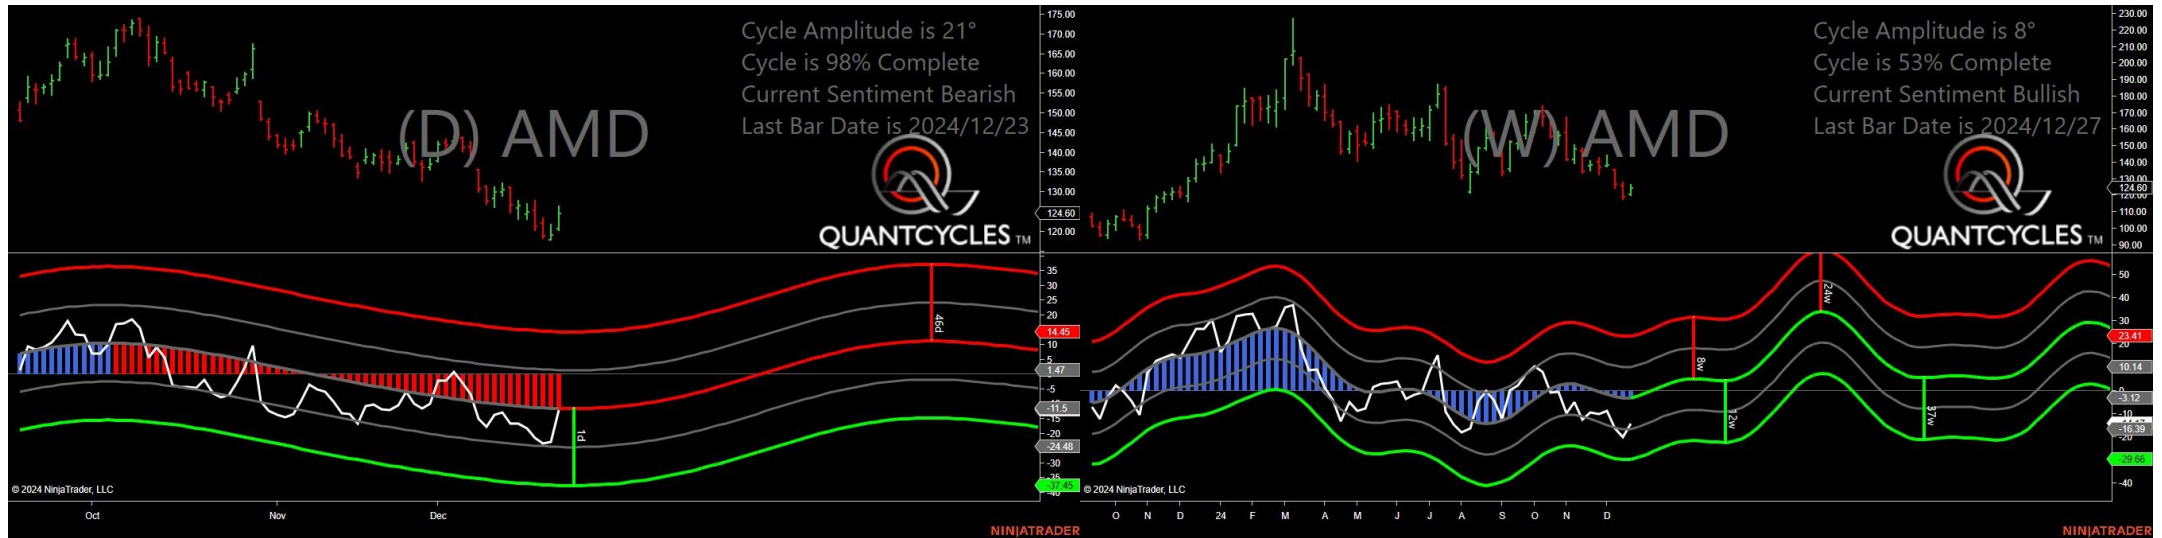 Cycle Amplitude is 21°
Cycle is 98% Complete
Current Sentiment Bearish
Last Bar Date is 2024/12/23
(D) AMD
QUANTCYCLES TM
175.00
170.00
165.00
160.00
155.00
150.00
145.00
140.00
135.00
130.00
124.60
120.00
35
30
25
20
14.45
10
5
1.47
-5
-11.5
-15
-20
-24.48
-30
-37.45
46d
1d
© 2024 NinjaTrader, LLC
Oct Nov Dec
NINJATRADER
Cycle Amplitude is 8°
Cycle is 53% Complete
Current Sentiment Bullish
Last Bar Date is 2024/12/27
(W) AMD
QUANTCYCLES TM
230.00
220.00
210.00
200.00
190.00
180.00
170.00
160.00
150.00
140.00
130.00
124.60
110.00
100.00
90.00
50
40
30
23.41
20
10.14
0
-3.12
-10
-16.39
-20
-29.66
-40
8w
12w
24w
37w
© 2024 NinjaTrader, LLC
O N D 24 F M A M J J A S O N D
NINJATRADER